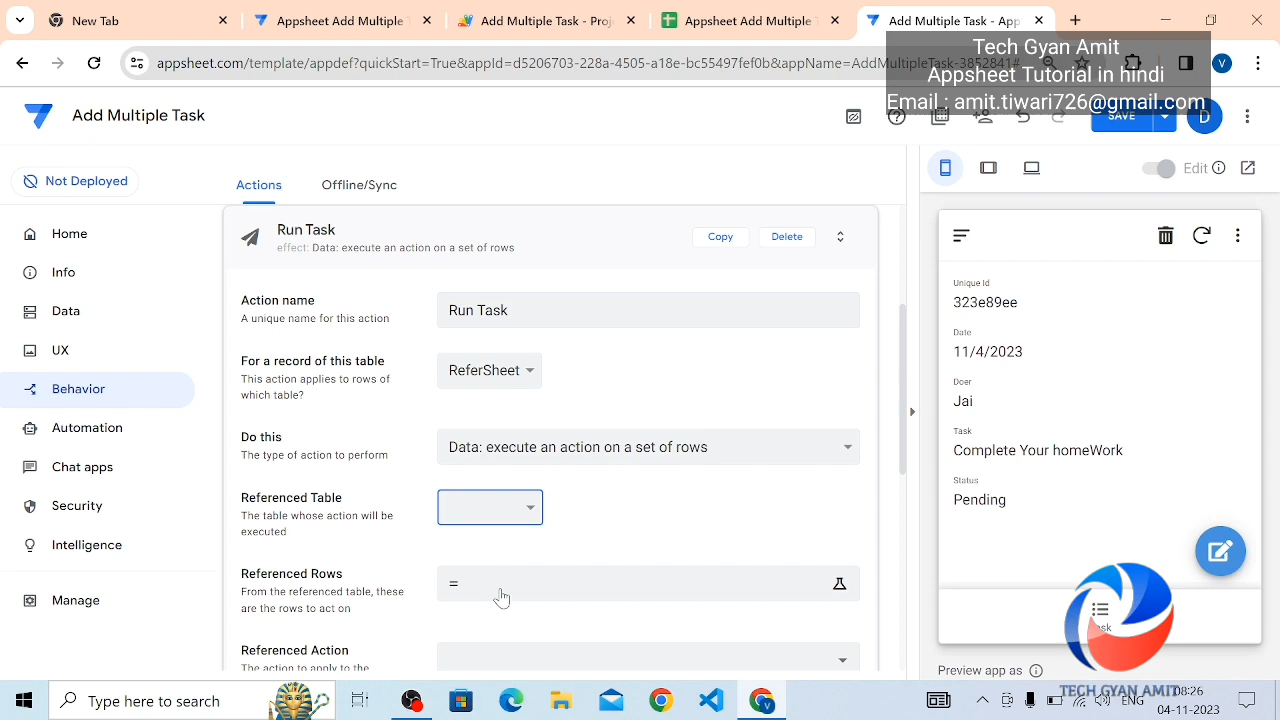 New Tab
Appsheet Add Multiple
Add Multiple Task - Proj
Appsheet Add Multiple T
Add Multiple Task - App
appsheet.com/template/appdef?quickStart=True&appId=d5206703-228a-4505-a18e-bc55497fef0b&appName=AddMultipleTask-3852841#
Tech Gyan Amit
Appsheet Tutorial in hindi
Email : amit.tiwari726@gmail.com
V
Add Multiple Task
SAVE
D
Not Deployed
Actions
Offline/Sync
Edit
Home
Info
Data
UX
Behavior
Automation
Chat apps
Security
Intelligence
Manage
Run Task
effect: Data: execute an action on a set of rows
Copy
Delete
Action name
A unique name for this action
Run Task
For a record of this table
This action applies to rows of
which table?
ReferSheet
Do this
The type of action to perform
Data: execute an action on a set of rows
Referenced Table
The table whose action will be
executed
Referenced Rows
From the referenced table, these
are the rows to act on
=
Referenced Action
The action to apply to the
Unique Id
323e89ee
Date
11/4/2023
Doer
Jai
Task
Complete Your homeWork
Status
Pending
Preview app as
TECH GYAN AMIT
Type here to search
V
ENG
08:26
04-11-2023